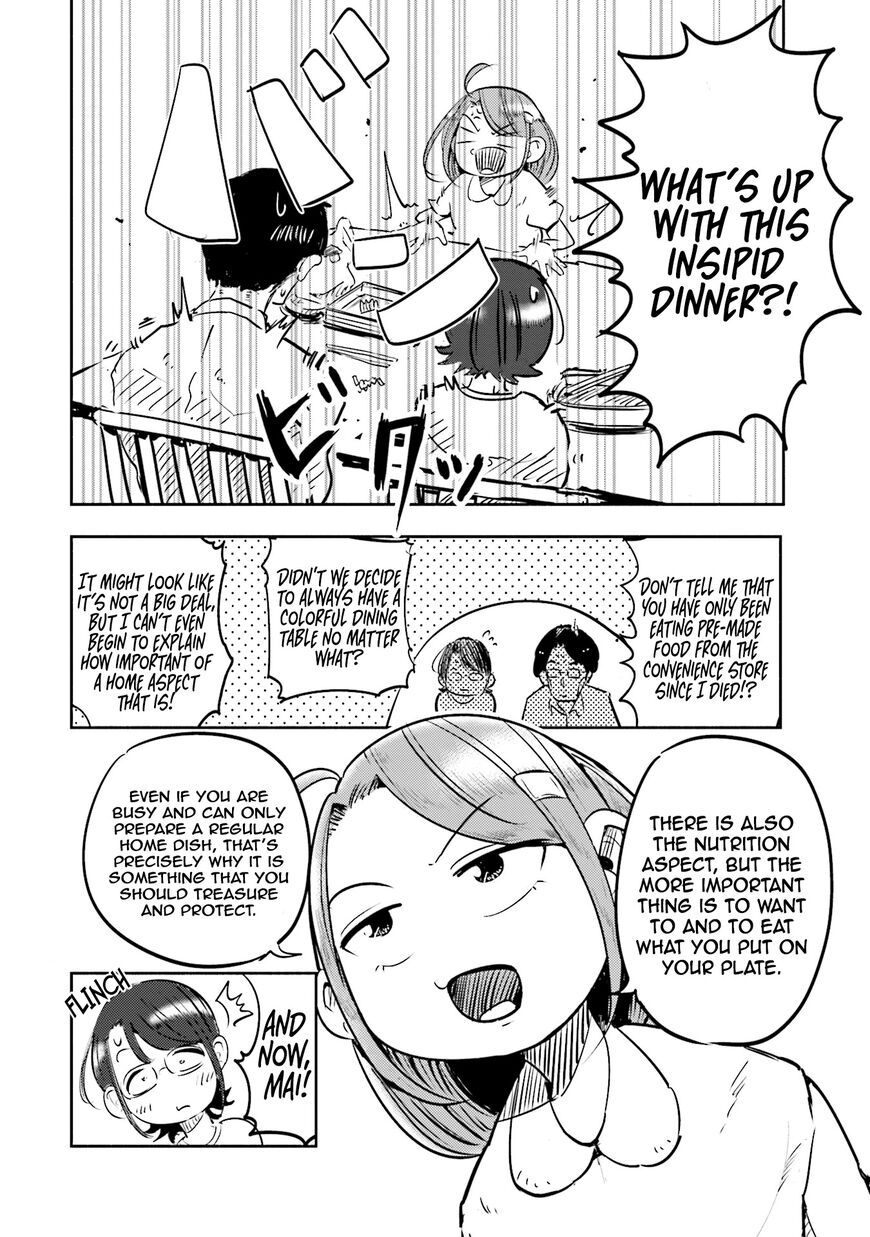 WHAT'S UP
WITH THIS
INSIPID
DINNER?!
ビーーッ
DON'T TELL ME THAT
YOU HAVE ONLY BEEN
EATING PRE-MADE
FOOD FROM THE
CONVENIENCE STORE
SINCE I DIED!?
DIDN'T WE DECIDE
TO ALWAYS HAVE A
COLORFUL DINING
TABLE NO MATTER
WHAT?
IT MIGHT LOOK LIKE
IT'S NOT A BIG DEAL,
BUT I CAN'T EVEN
BEGIN TO EXPLAIN
HOW IMPORTANT OF
A HOME ASPECT
THAT IS!
THERE IS ALSO
THE NUTRITION
ASPECT, BUT THE
MORE IMPORTANT
THING IS TO WANT
TO AND TO EAT
WHAT YOU PUT ON
YOUR PLATE.
EVEN IF YOU ARE
BUSY AND CAN ONLY
PREPARE A REGULAR
HOME DISH, THAT'S
PRECISELY WHY IT IS
SOMETHING THAT YOU
SHOULD TREASURE
AND PROTECT.
AND
NOW,
MAI!
FLINCH